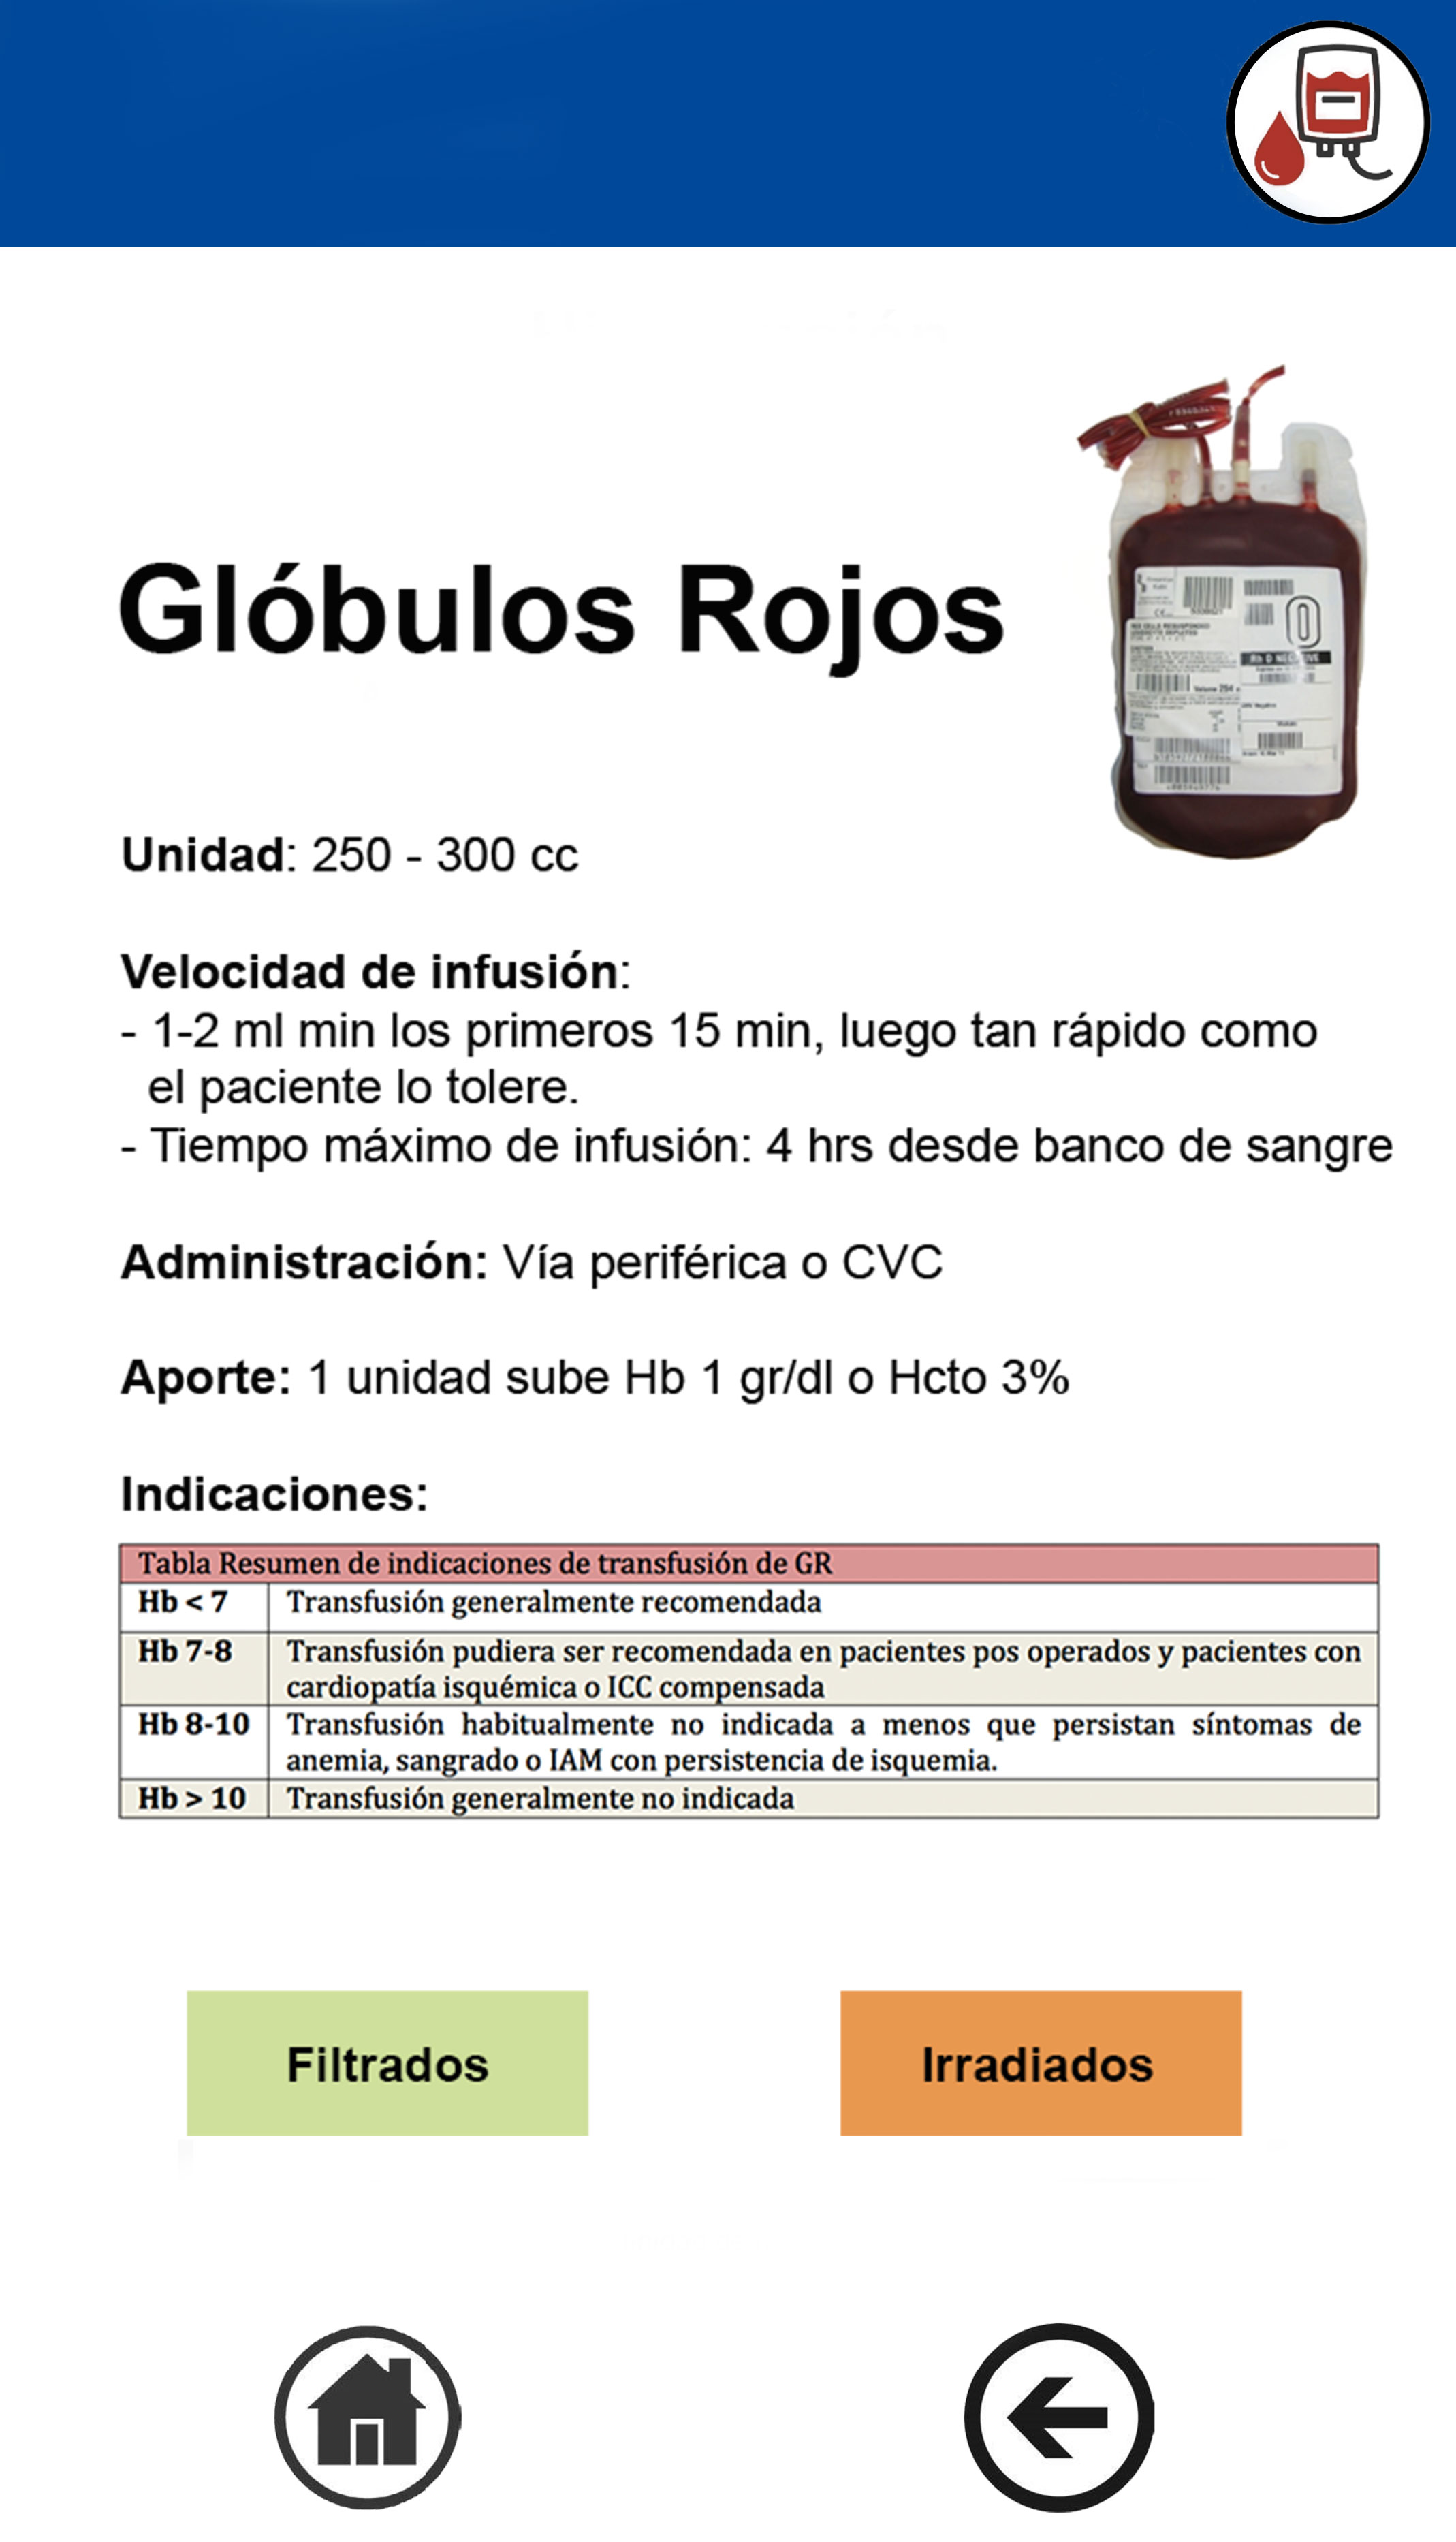 Glóbulos Rojos
O
Rh D NEGATIVE
Unidad: 250 - 300 cc
Velocidad de infusión:
- 1-2 ml min los primeros 15 min, luego tan rápido como
el paciente lo tolere.
- Tiempo máximo de infusión: 4 hrs desde banco de sangre
Administración: Vía periférica o CVC
Aporte: 1 unidad sube Hb 1 gr/dl o Hcto 3%
Indicaciones:
Tabla Resumen de indicaciones de transfusión de GR
Hb < 7 Transfusión generalmente recomendada
Hb 7-8 Transfusión pudiera ser recomendada en pacientes pos operados y pacientes con
cardiopatía isquémica o ICC compensada
Hb 8-10 Transfusión habitualmente no indicada a menos que persistan síntomas de
anemia, sangrado o IAM con persistencia de isquemia.
Hb > 10 Transfusión generalmente no indicada
Filtrados Irradiados